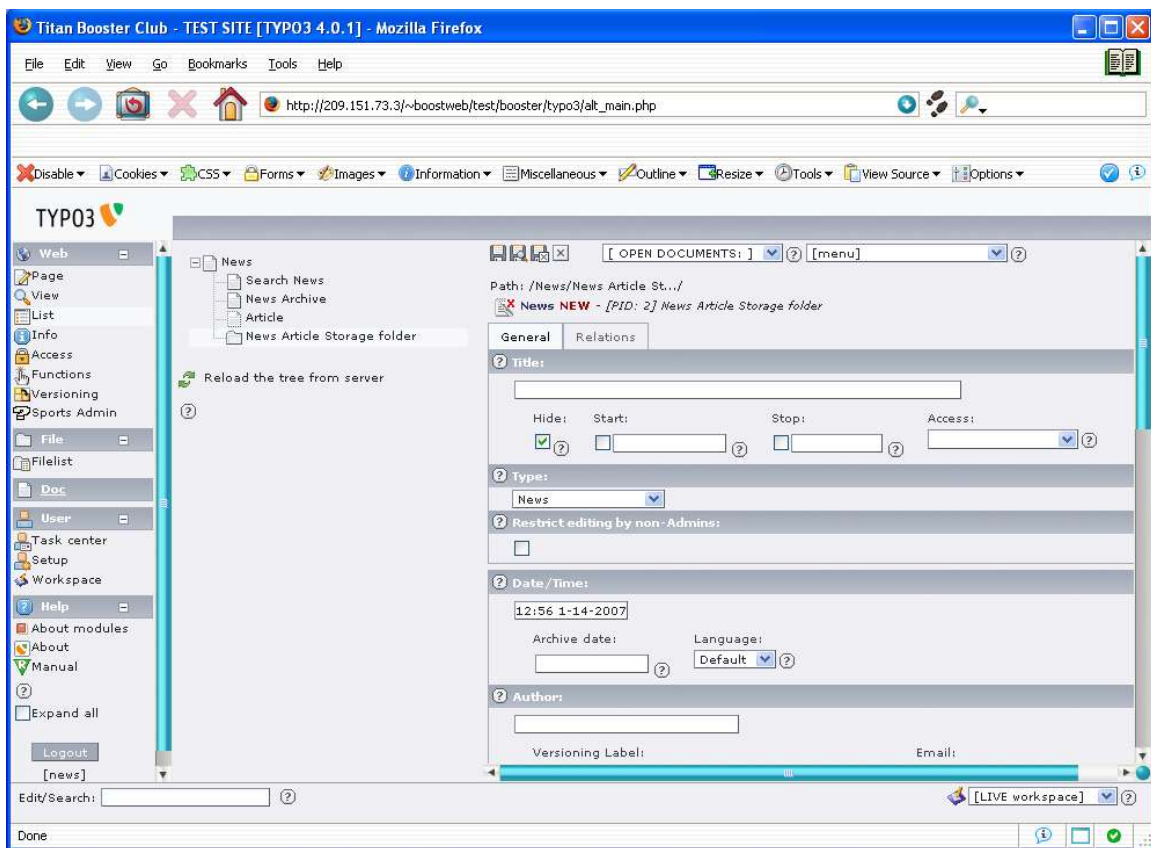 Titan Booster Club - TEST SITE [TYPO3 4.0.1] - Mozilla Firefox
File Edit View Go Bookmarks Tools Help
http://209.151.73.3/~boostweb/test/booster/typo3/alt_main.php
Disable Cookies CSS Forms Images Information Miscellaneous Outline Resize Tools View Source Options
TYPO3
Web
Page
View
List
Info
Access
Functions
Versioning
Sports Admin
File
Filelist
Doc
User
Task center
Setup
Workspace
Help
About modules
About
Manual
Expand all
Logout
[news]
News
Search News
News Archive
Article
News Article Storage folder
Reload the tree from server
[ OPEN DOCUMENTS: ] [menu]
Path: /News/News Article St.../
News NEW - [PID: 2] News Article Storage folder
General Relations
Title:
Hide: Start: Stop: Access:
Type:
News
Restrict editing by non-Admins:
Date/Time:
12:56 1-14-2007
Archive date: Language:
Default
Author:
Versioning Label: Email:
Edit/Search: [LIVE workspace]
Done